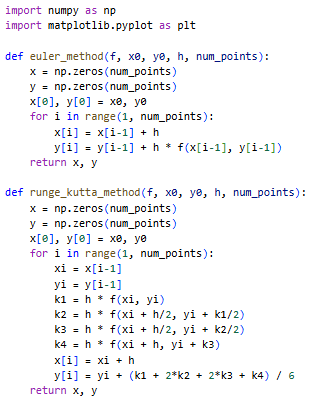 import numpy as np
import matplotlib.pyplot as plt

def euler_method(f, x0, y0, h, num_points):
    x = np.zeros(num_points)
    y = np.zeros(num_points)
    x[0], y[0] = x0, y0
    for i in range(1, num_points):
        x[i] = x[i-1] + h
        y[i] = y[i-1] + h * f(x[i-1], y[i-1])
    return x, y

def runge_kutta_method(f, x0, y0, h, num_points):
    x = np.zeros(num_points)
    y = np.zeros(num_points)
    x[0], y[0] = x0, y0
    for i in range(1, num_points):
        xi = x[i-1]
        yi = y[i-1]
        k1 = h * f(xi, yi)
        k2 = h * f(xi + h/2, yi + k1/2)
        k3 = h * f(xi + h/2, yi + k2/2)
        k4 = h * f(xi + h, yi + k3)
        x[i] = xi + h
        y[i] = yi + (k1 + 2*k2 + 2*k3 + k4) / 6
    return x, y